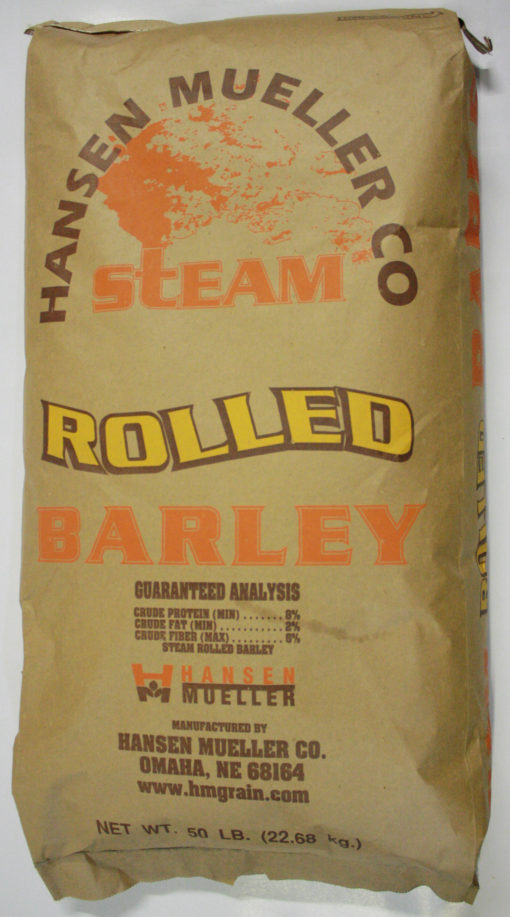 HANSEN MUELLER CO
STEAM
ROLLED
BARLEY
GUARANTEED ANALYSIS
CRUDE PROTEIN (MIN) ....... 8%
CRUDE FAT (MIN) ........... 2%
CRUDE FIBER (MAX) ......... 6%
STEAM ROLLED BARLEY
HANSEN
MUELLER
MANUFACTURED BY
HANSEN MUELLER CO.
OMAHA, NE 68164
www.hmgrain.com
NET WT. 50 LB. (22.68 kg.)